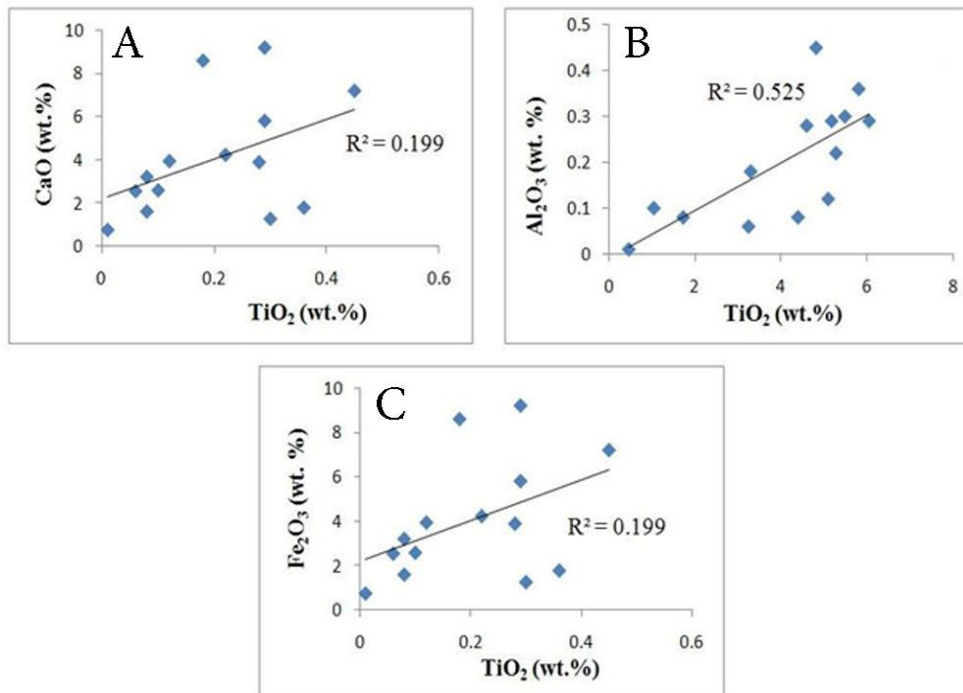 A
CaO (wt.%)
10
8
6
4
2
0
R² = 0.199
0 0.2 0.4 0.6
TiO₂ (wt.%)
B
Al₂O₃ (wt. %)
0.5
0.4
0.3
0.2
0.1
0
R² = 0.525
0 2 4 6 8
TiO₂ (wt.%)
C
Fe₂O₃ (wt. %)
10
8
6
4
2
0
R² = 0.199
0 0.2 0.4 0.6
TiO₂ (wt.%)